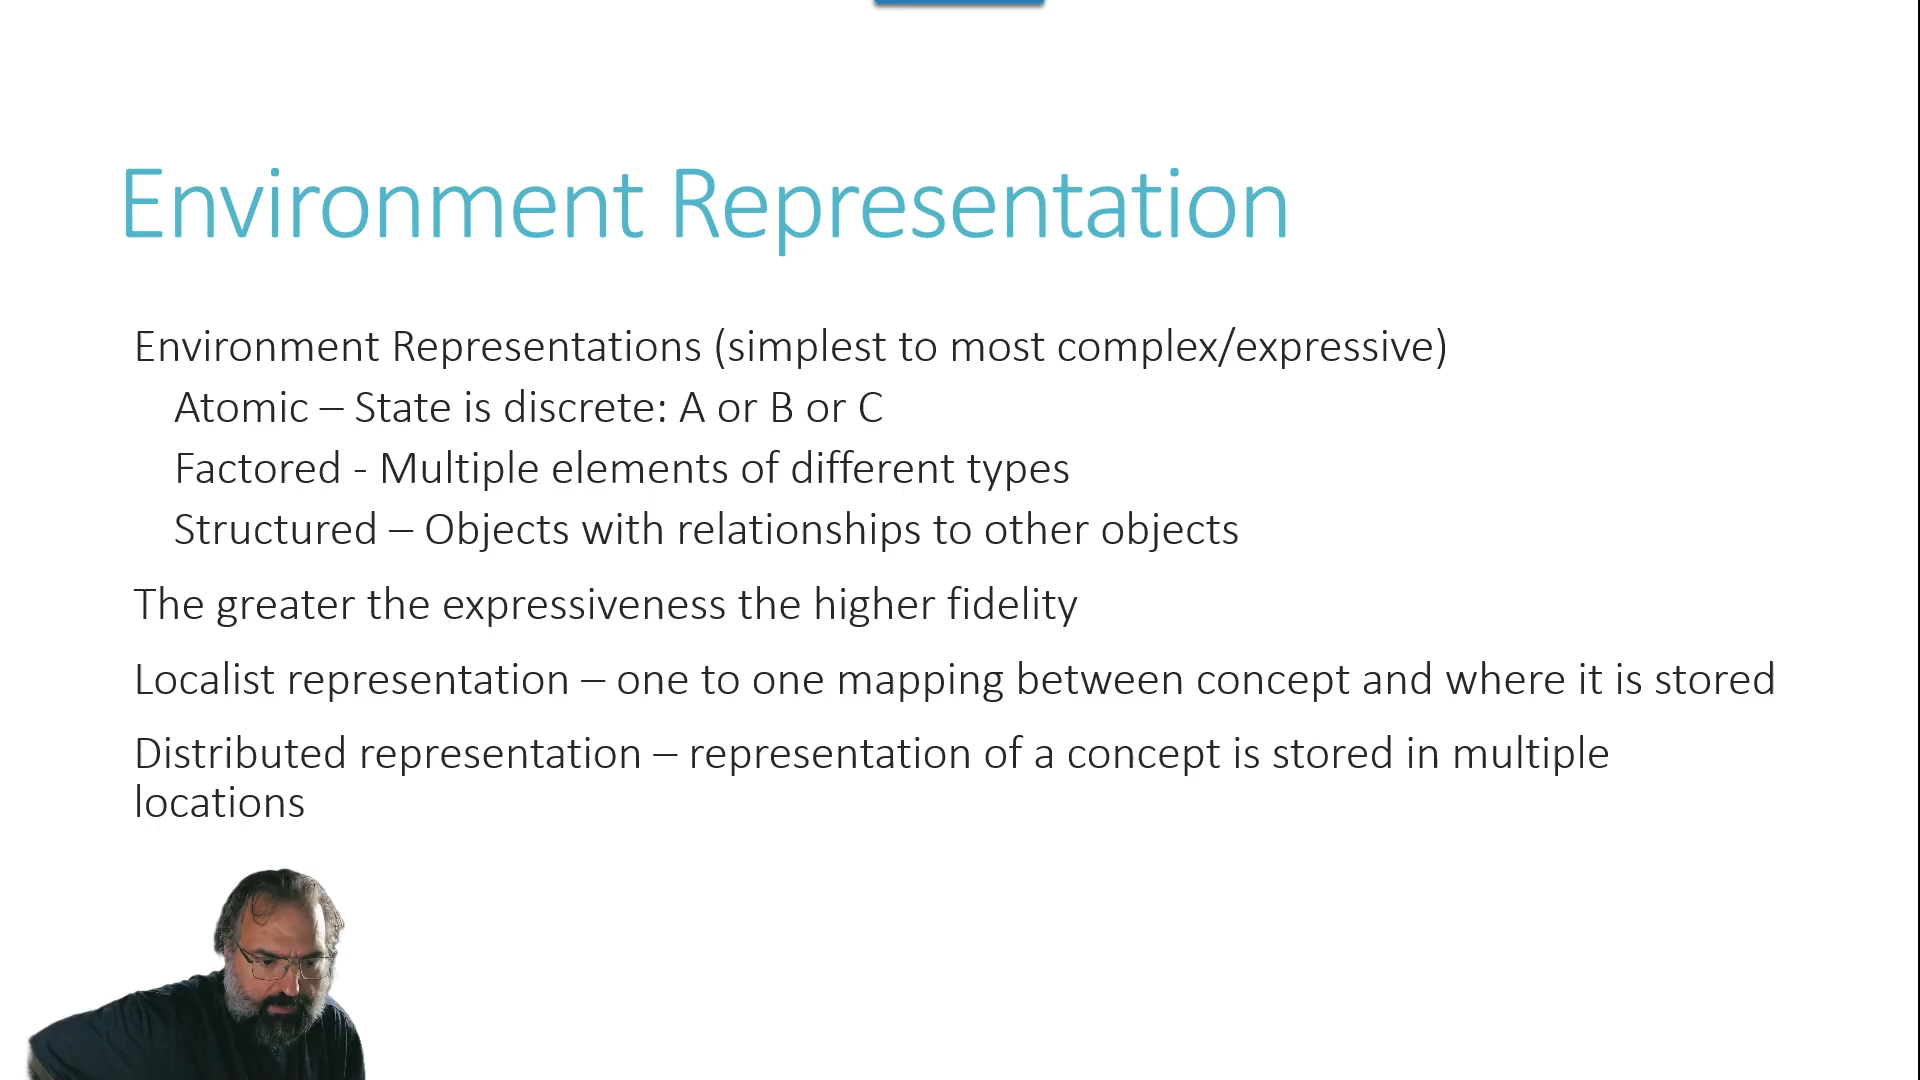 Environment Representation
Environment Representations (simplest to most complex/expressive)
Atomic – State is discrete: A or B or C
Factored - Multiple elements of different types
Structured – Objects with relationships to other objects
The greater the expressiveness the higher fidelity
Localist representation – one to one mapping between concept and where it is stored
Distributed representation – representation of a concept is stored in multiple
locations